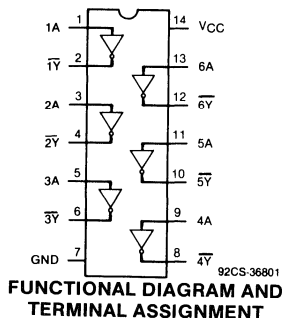 1A 1 14 VCC
1Y 2 13 6A
2A 3 12 6Y
2Y 4 11 5A
3A 5 10 5Y
3Y 6 9 4A
GND 7 8 4Y
92CS-36801
FUNCTIONAL DIAGRAM AND
TERMINAL ASSIGNMENT